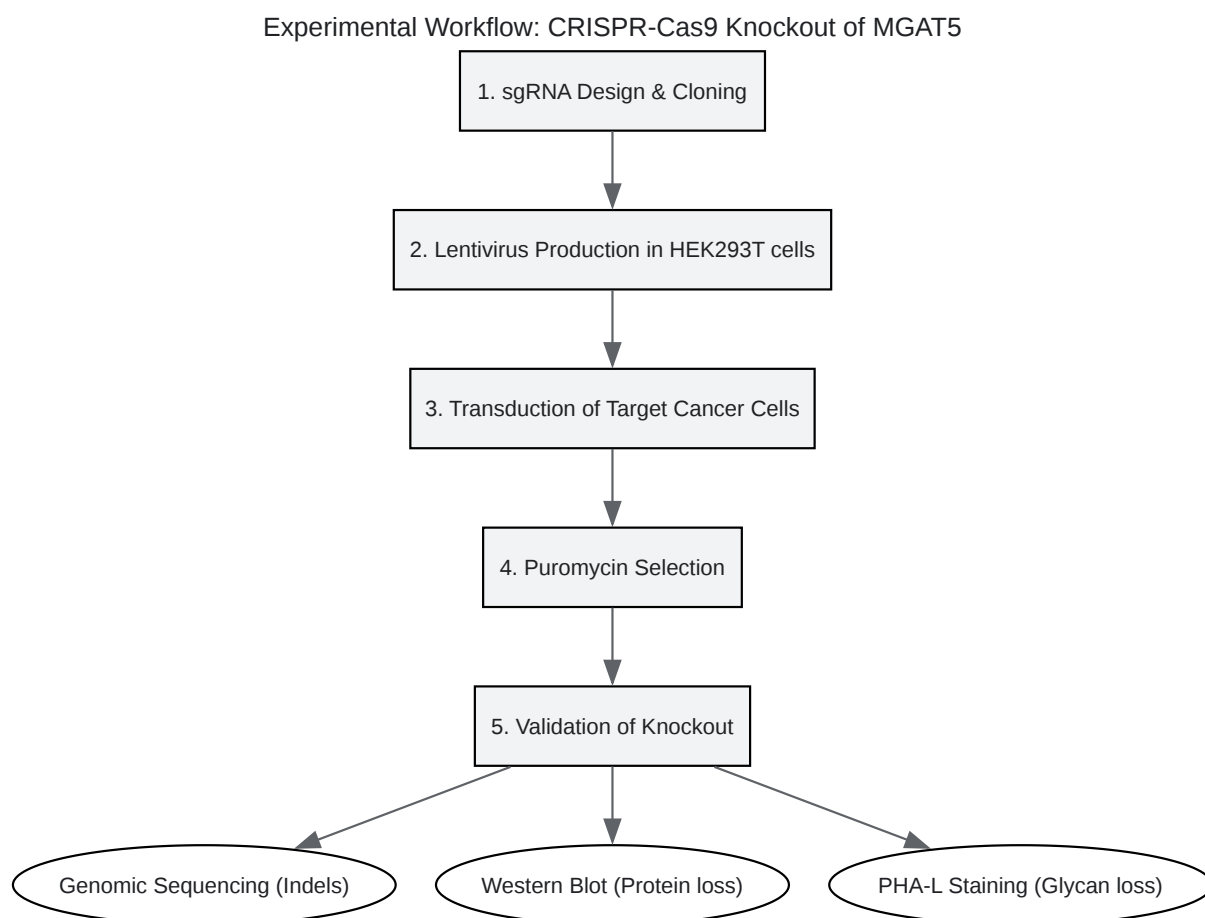 Experimental Workflow: CRISPR-Cas9 Knockout of MGAT5
1. sgRNA Design & Cloning
2. Lentivirus Production in HEK293T cells
3. Transduction of Target Cancer Cells
4. Puromycin Selection
5. Validation of Knockout
Genomic Sequencing (Indels)
Western Blot (Protein loss)
PHA-L Staining (Glycan loss)